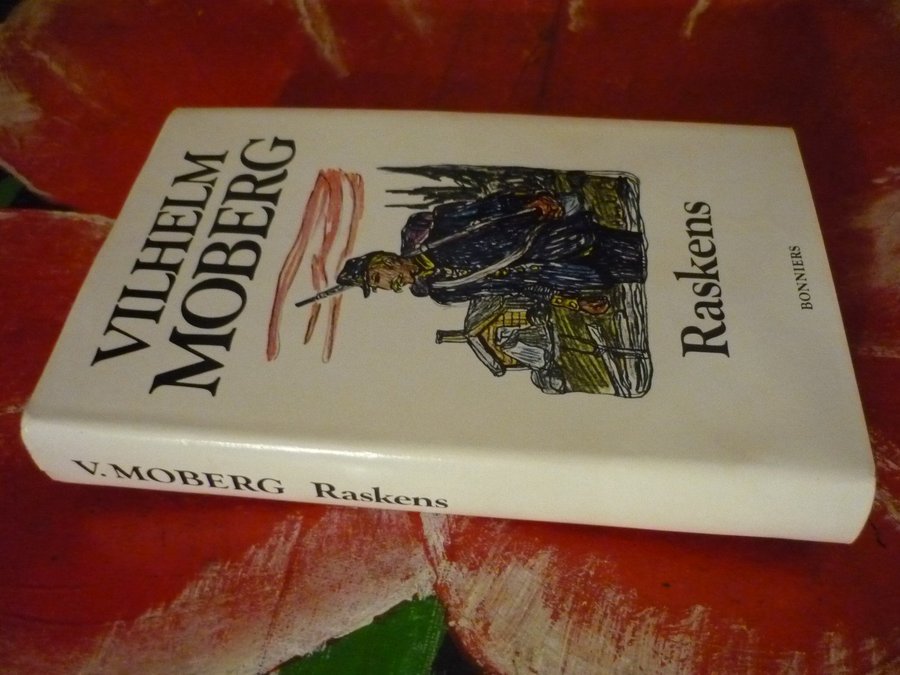 VILHELM
MOBERG
Raskens
BONNIERS
V. MOBERG Raskens